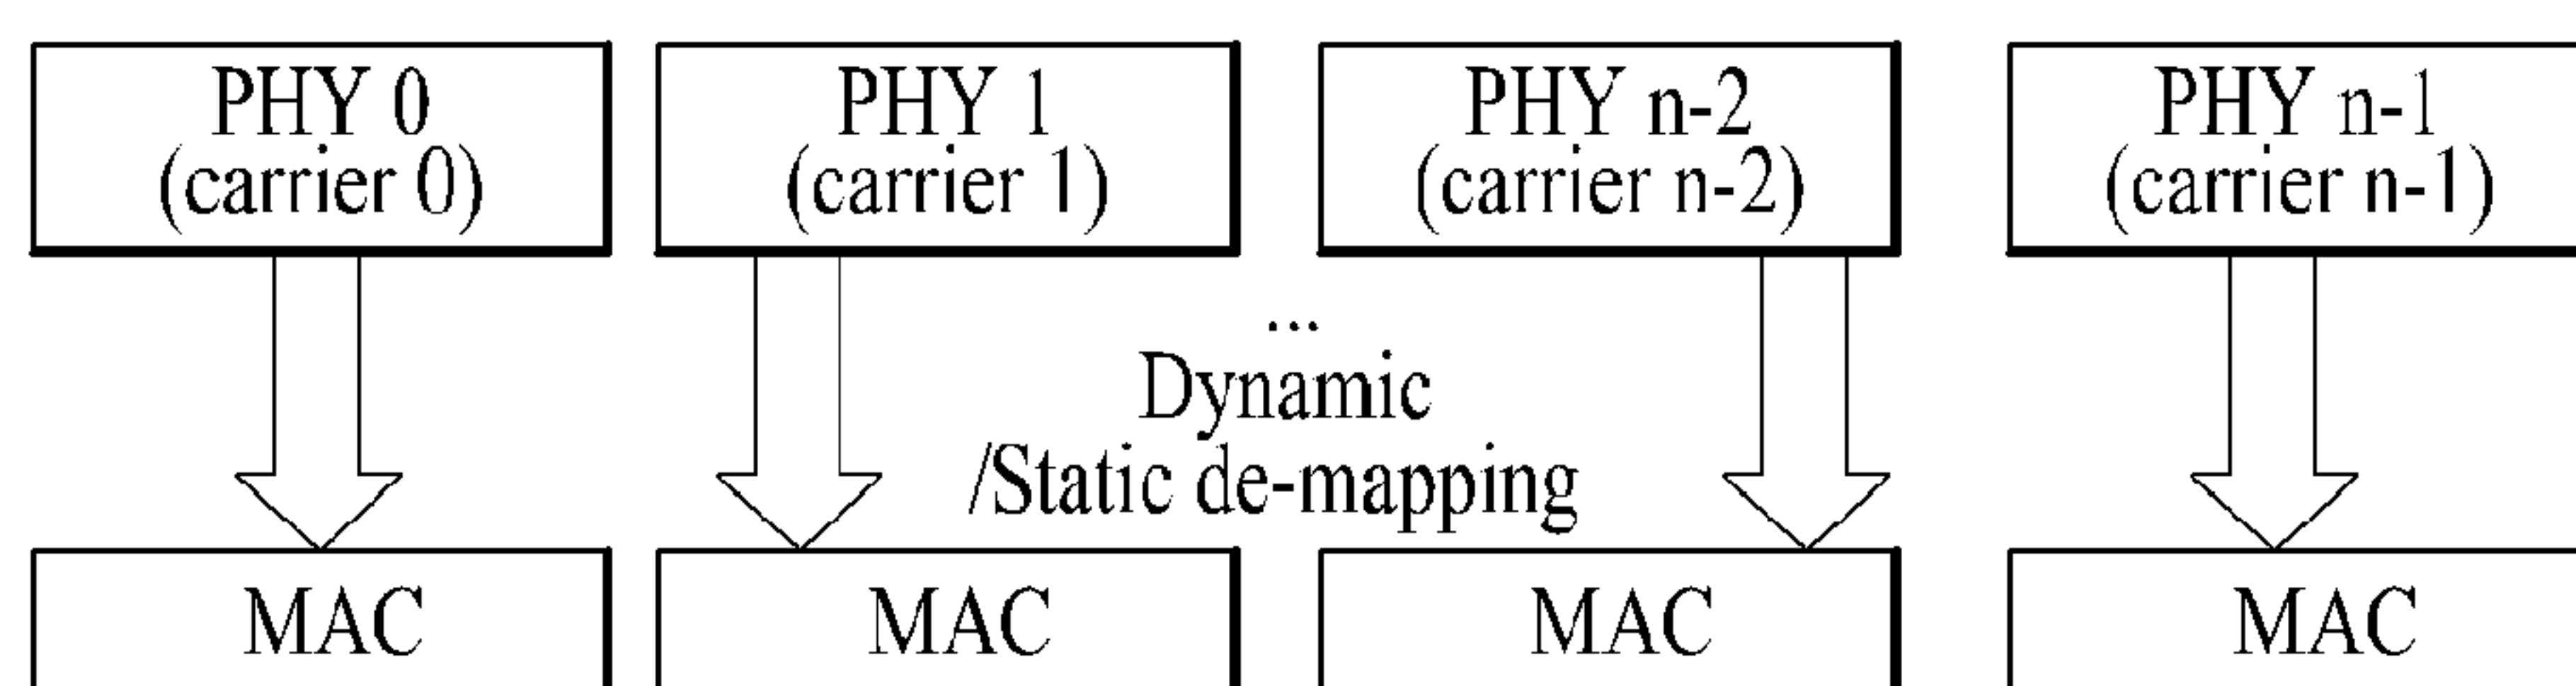 PHY 0
(carrier 0)
PHY 1
(carrier 1)
PHY n-2
(carrier n-2)
PHY n-1
(carrier n-1)
...
Dynamic
/Static de-mapping
MAC
MAC
MAC
MAC